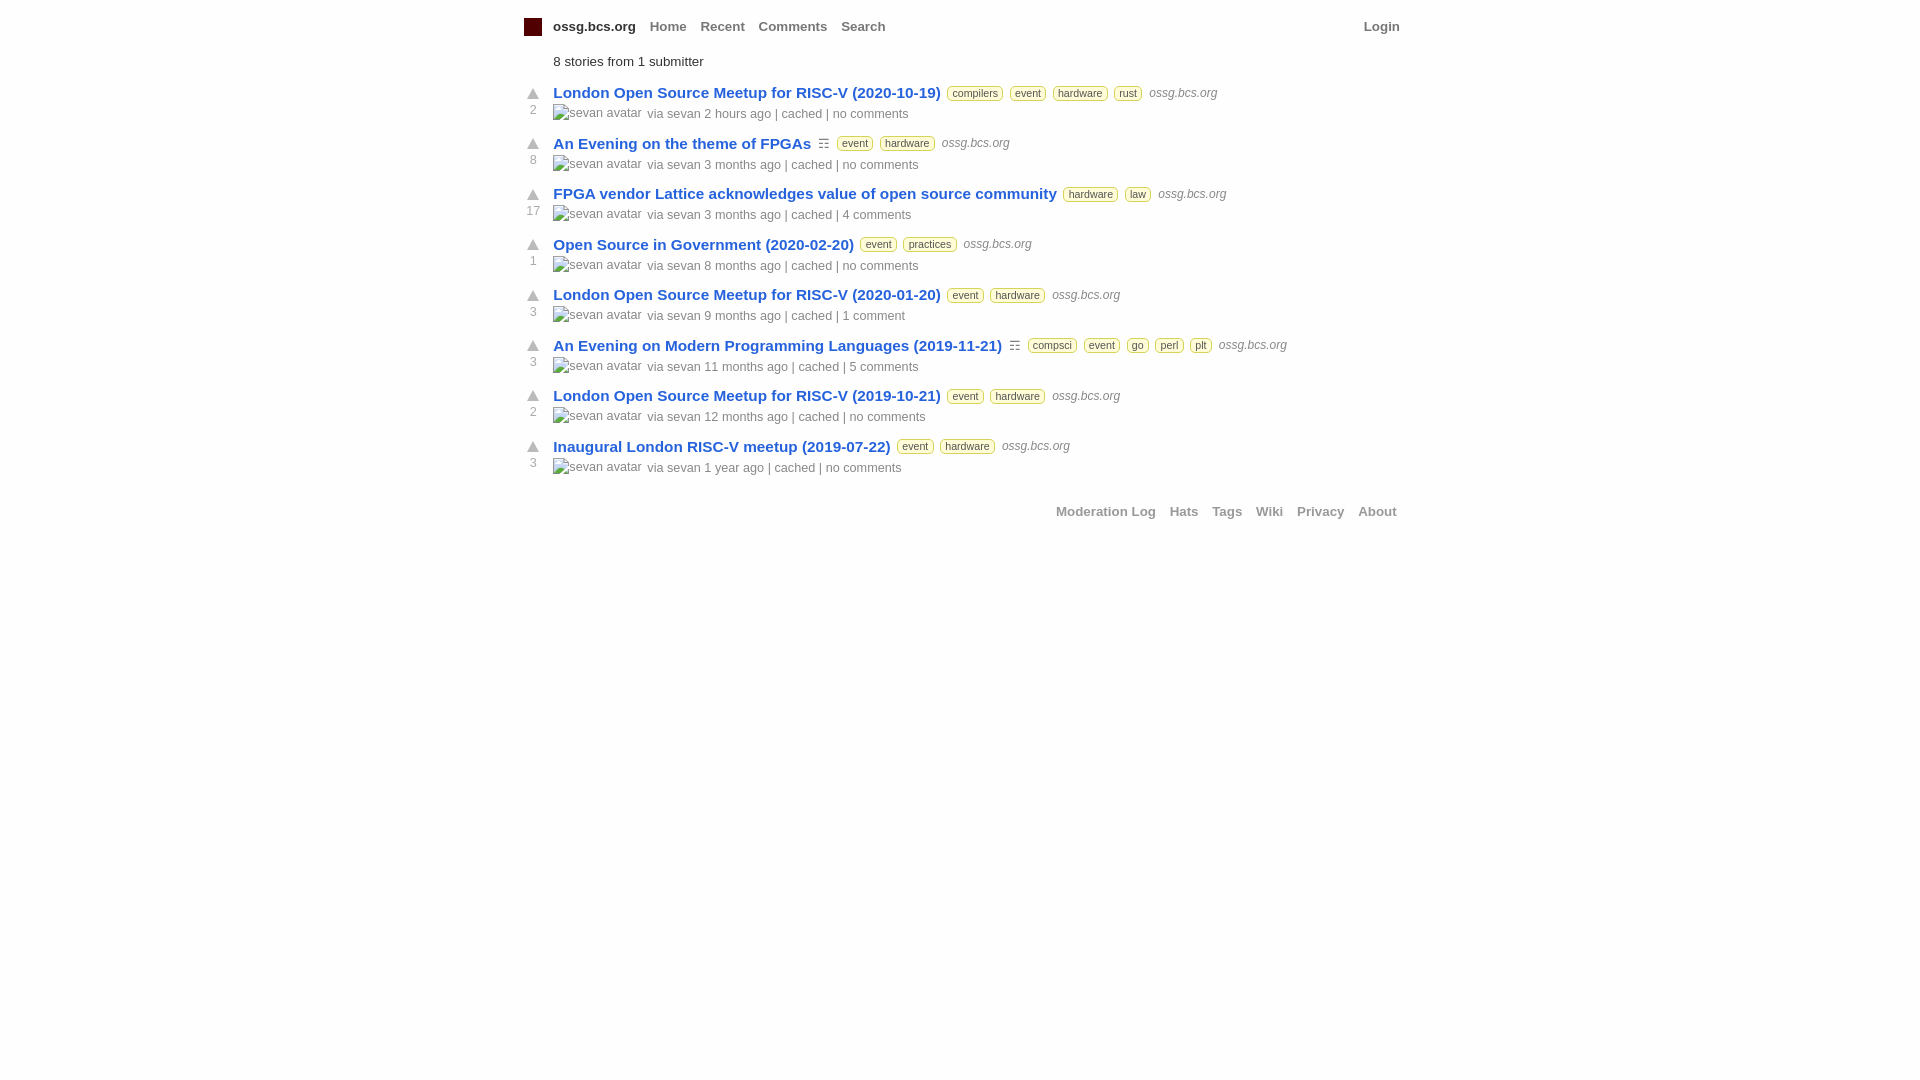 ossg.bcs.org Home Recent Comments Search Login
8 stories from 1 submitter
London Open Source Meetup for RISC-V (2020-10-19) compilers event hardware rust ossg.bcs.org
2 sevan avatar via sevan 2 hours ago | cached | no comments
An Evening on the theme of FPGAs ☶ event hardware ossg.bcs.org
8 sevan avatar via sevan 3 months ago | cached | no comments
FPGA vendor Lattice acknowledges value of open source community hardware law ossg.bcs.org
17 sevan avatar via sevan 3 months ago | cached | 4 comments
Open Source in Government (2020-02-20) event practices ossg.bcs.org
1 sevan avatar via sevan 8 months ago | cached | no comments
London Open Source Meetup for RISC-V (2020-01-20) event hardware ossg.bcs.org
3 sevan avatar via sevan 9 months ago | cached | 1 comment
An Evening on Modern Programming Languages (2019-11-21) ☶ compsci event go perl plt ossg.bcs.org
3 sevan avatar via sevan 11 months ago | cached | 5 comments
London Open Source Meetup for RISC-V (2019-10-21) event hardware ossg.bcs.org
2 sevan avatar via sevan 12 months ago | cached | no comments
Inaugural London RISC-V meetup (2019-07-22) event hardware ossg.bcs.org
3 sevan avatar via sevan 1 year ago | cached | no comments
Moderation Log Hats Tags Wiki Privacy About